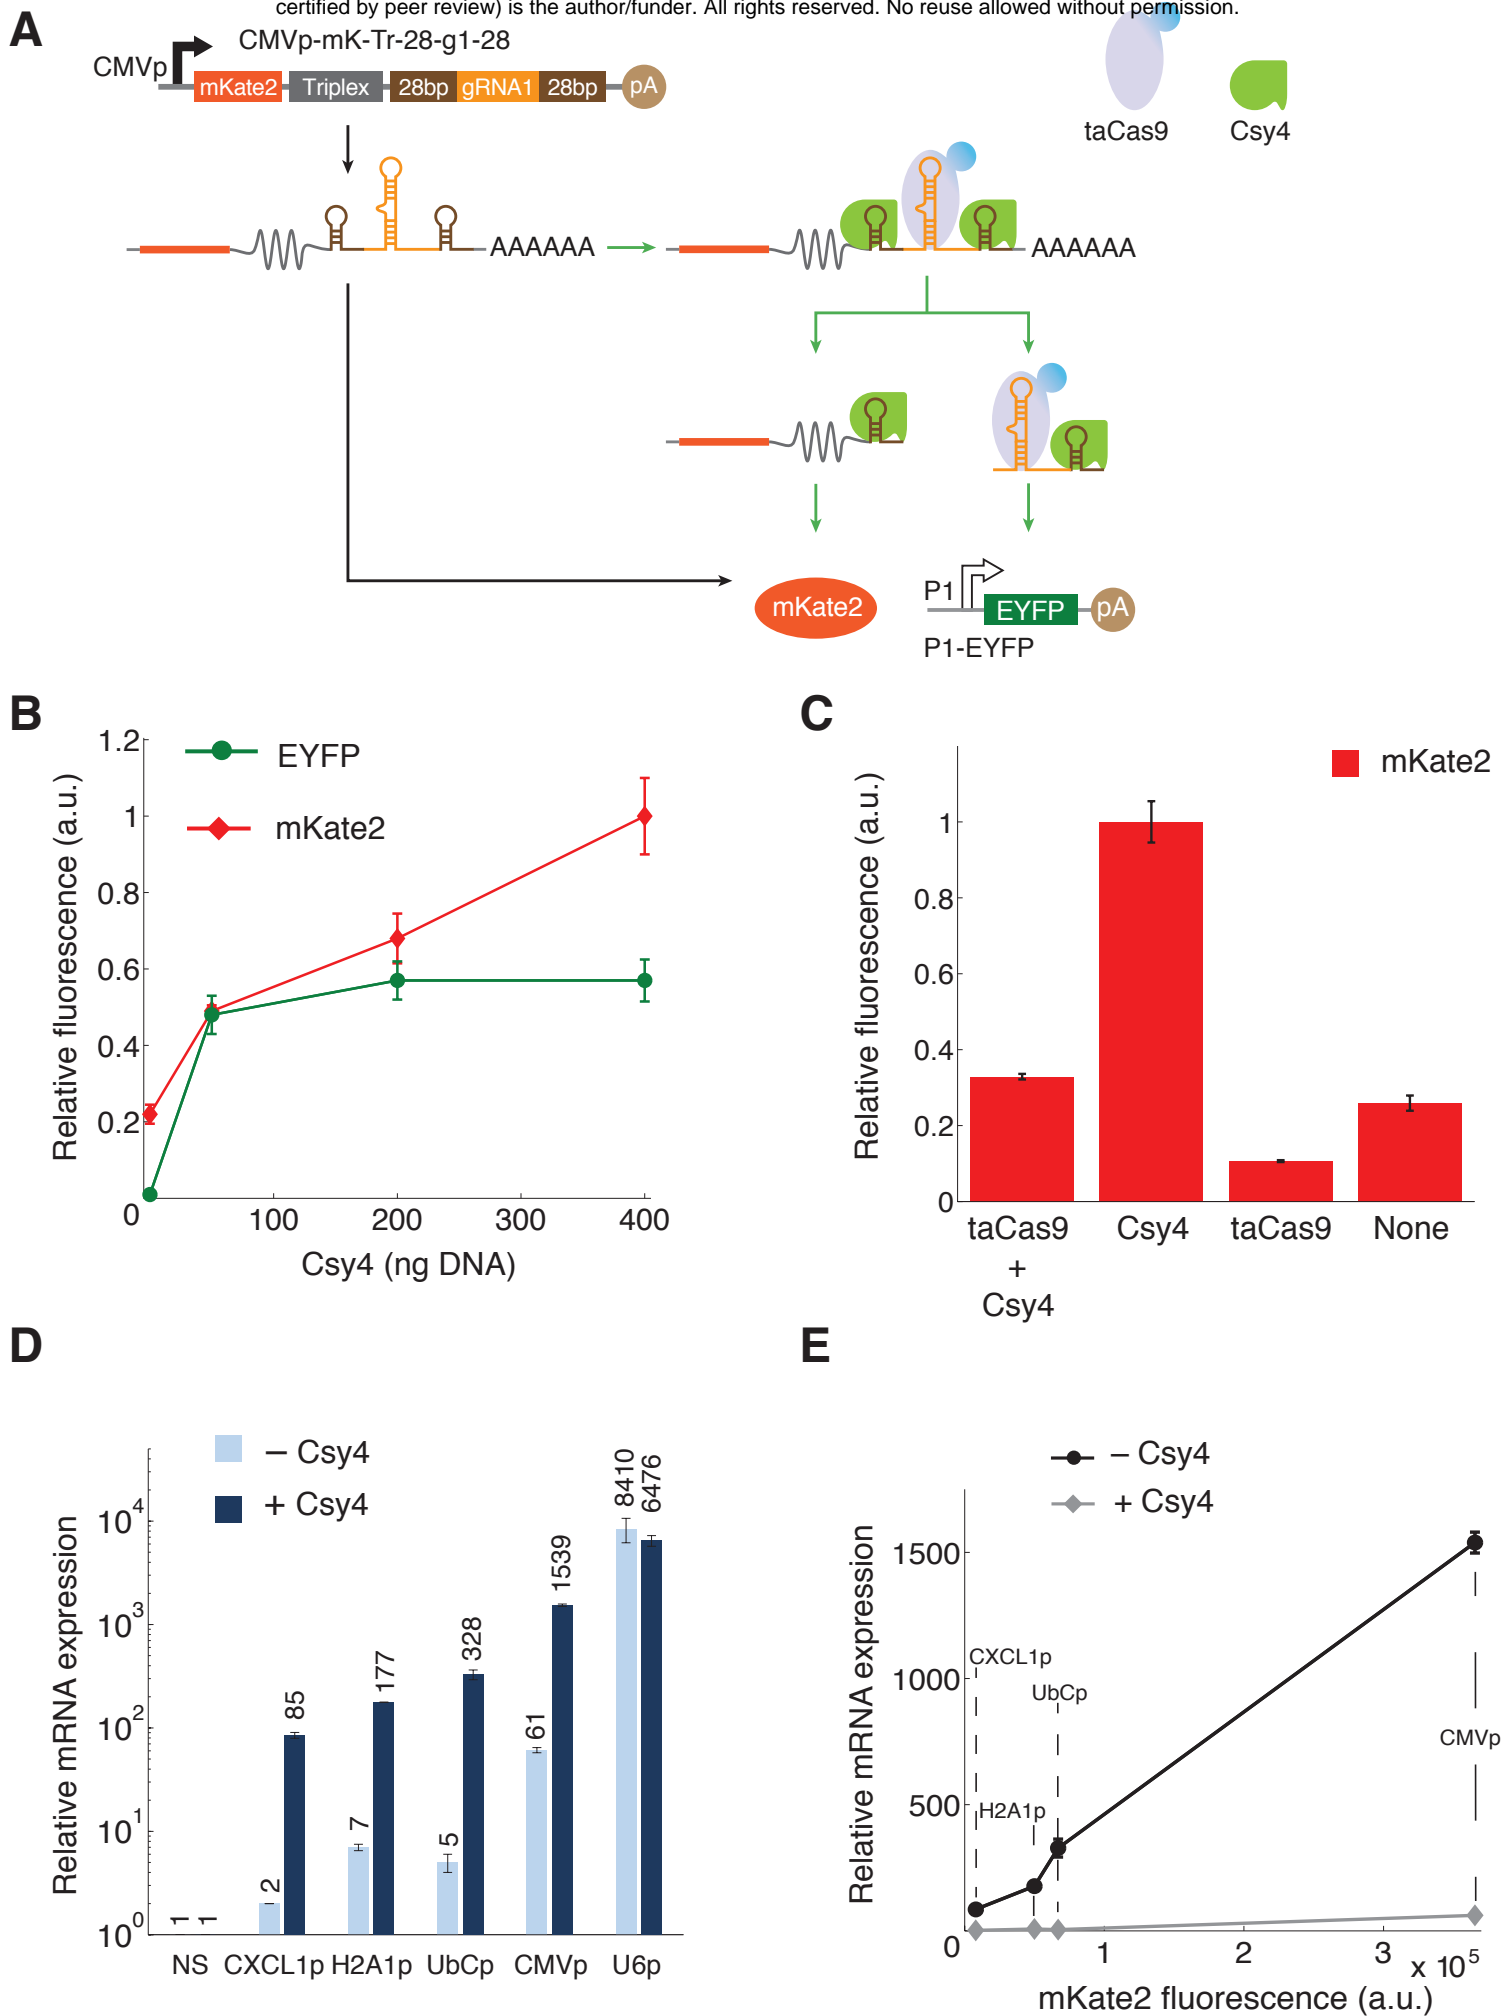 certified by peer review) is the author/funder. All rights reserved. No reuse allowed without permission.
A
CMVp-mK-Tr-28-g1-28
CMVp
mKate2 Triplex 28bp gRNA1 28bp pA
taCas9 Csy4
AAAAAA AAAAAA
mKate2
P1
EYFP pA
P1-EYFP
B
EYFP
mKate2
Relative fluorescence (a.u.)
1.2
1
0.8
0.6
0.4
0.2
0 100 200 300 400
Csy4 (ng DNA)
C
mKate2
Relative fluorescence (a.u.)
1
0.8
0.6
0.4
0.2
0
taCas9 Csy4 taCas9 None
+
Csy4
D
– Csy4
+ Csy4
Relative mRNA expression
10^4
10^3
10^2
10^1
10^0
1 1 2 85 7 177 5 328 61 1539 8410 6476
NS CXCL1p H2A1p UbCp CMVp U6p
E
– Csy4
+ Csy4
Relative mRNA expression
1500
1000
500
CXCL1p
UbCp
CMVp
H2A1p
0 1 2 3 x 10^5
mKate2 fluorescence (a.u.)